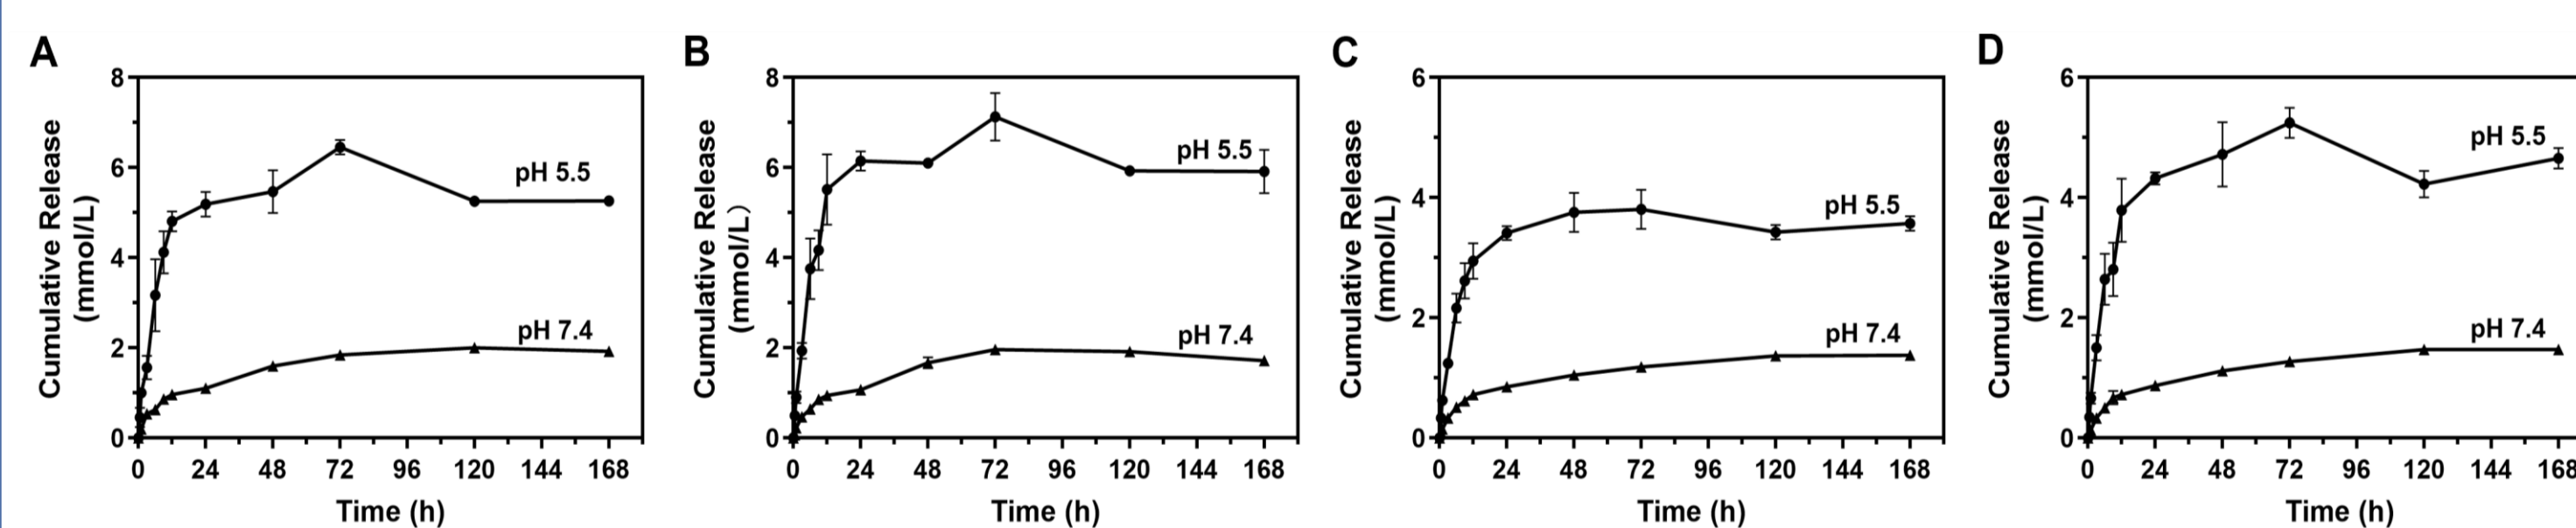 A
Cumulative Release
(mmol/L)
8
6
4
2
0
pH 5.5
pH 7.4
0 24 48 72 96 120 144 168
Time (h)
B
Cumulative Release
(mmol/L）
8
6
4
2
0
pH 5.5
pH 7.4
0 24 48 72 96 120 144 168
Time (h)
C
Cumulative Release
(mmol/L)
6
4
2
0
pH 5.5
pH 7.4
0 24 48 72 96 120 144 168
Time (h)
D
Cumulative Release
(mmol/L)
6
4
2
0
pH 5.5
pH 7.4
0 24 48 72 96 120 144 168
Time (h)